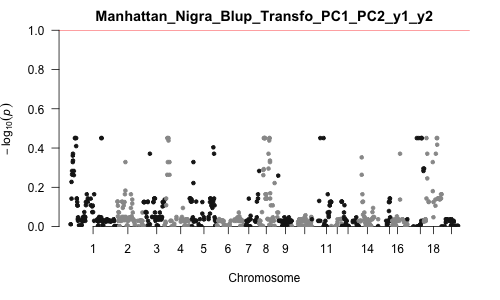 Manhattan_Nigra_Blup_Transfo_PC1_PC2_y1_y2
1.0
0.8
0.6
0.4
0.2
0.0
− log10(p)
1 2 3 4 5 6 7 8 9 11 14 16 18
Chromosome